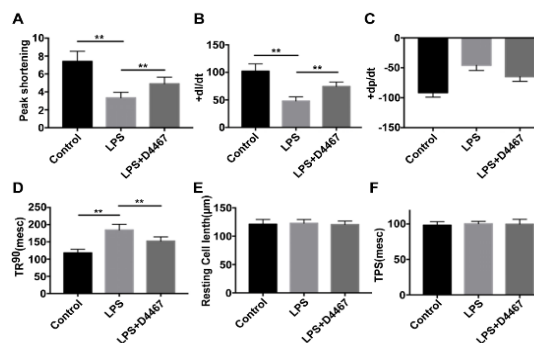 A
Peak shortening
10
8
6
4
2
0
**
**
Control
LPS
LPS+D4467
B
+dl/dt
150
100
50
0
**
**
Control
LPS
LPS+D4467
C
+dp/dt
0
-50
-100
-150
Control
LPS
LPS+D4467
D
TR90(mesc)
250
200
150
100
50
0
**
**
Control
LPS
LPS+D4467
E
Resting Cell lenth(μm)
150
100
50
0
Control
LPS
LPS+D4467
F
TPS(mesc)
150
100
50
0
Control
LPS
LPS+D4467